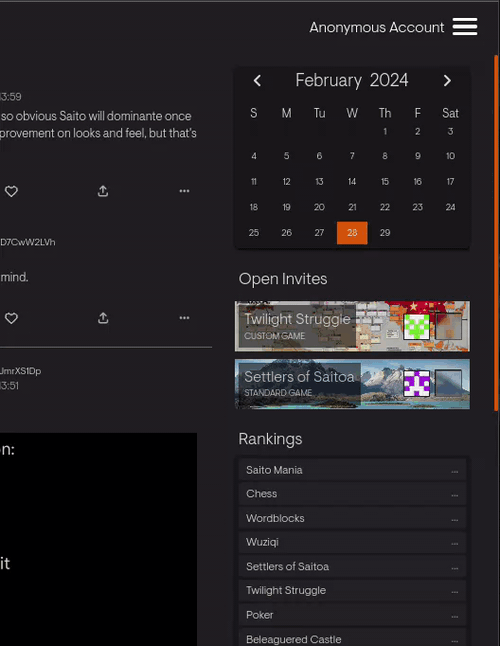 Anonymous Account
3:59
so obvious Saito will dominante once
provement on looks and feel, but that's
D7CwW2LVh
mind.
JmrXS1Dp
3:51
n:
it
February 2024
S M Tu W Th F Sat
1 2 3
4 5 6 7 8 9 10
11 12 13 14 15 16 17
18 19 20 21 22 23 24
25 26 27 28 29
Open Invites
Twilight Struggle
CUSTOM GAME
Settlers of Saitoa
STANDARD GAME
Rankings
Saito Mania ...
Chess ...
Wordblocks ...
Wuziqi ...
Settlers of Saitoa ...
Twilight Struggle ...
Poker ...
Beleaguered Castle ...